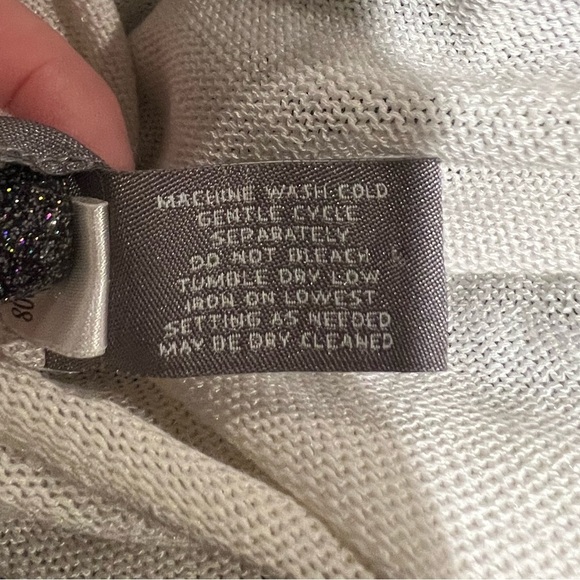 MACHINE WASH COLD
GENTLE CYCLE
SEPARATELY
DO NOT BLEACH
TUMBLE DRY LOW
IRON ON LOWEST
SETTING AS NEEDED
MAY BE DRY CLEANED